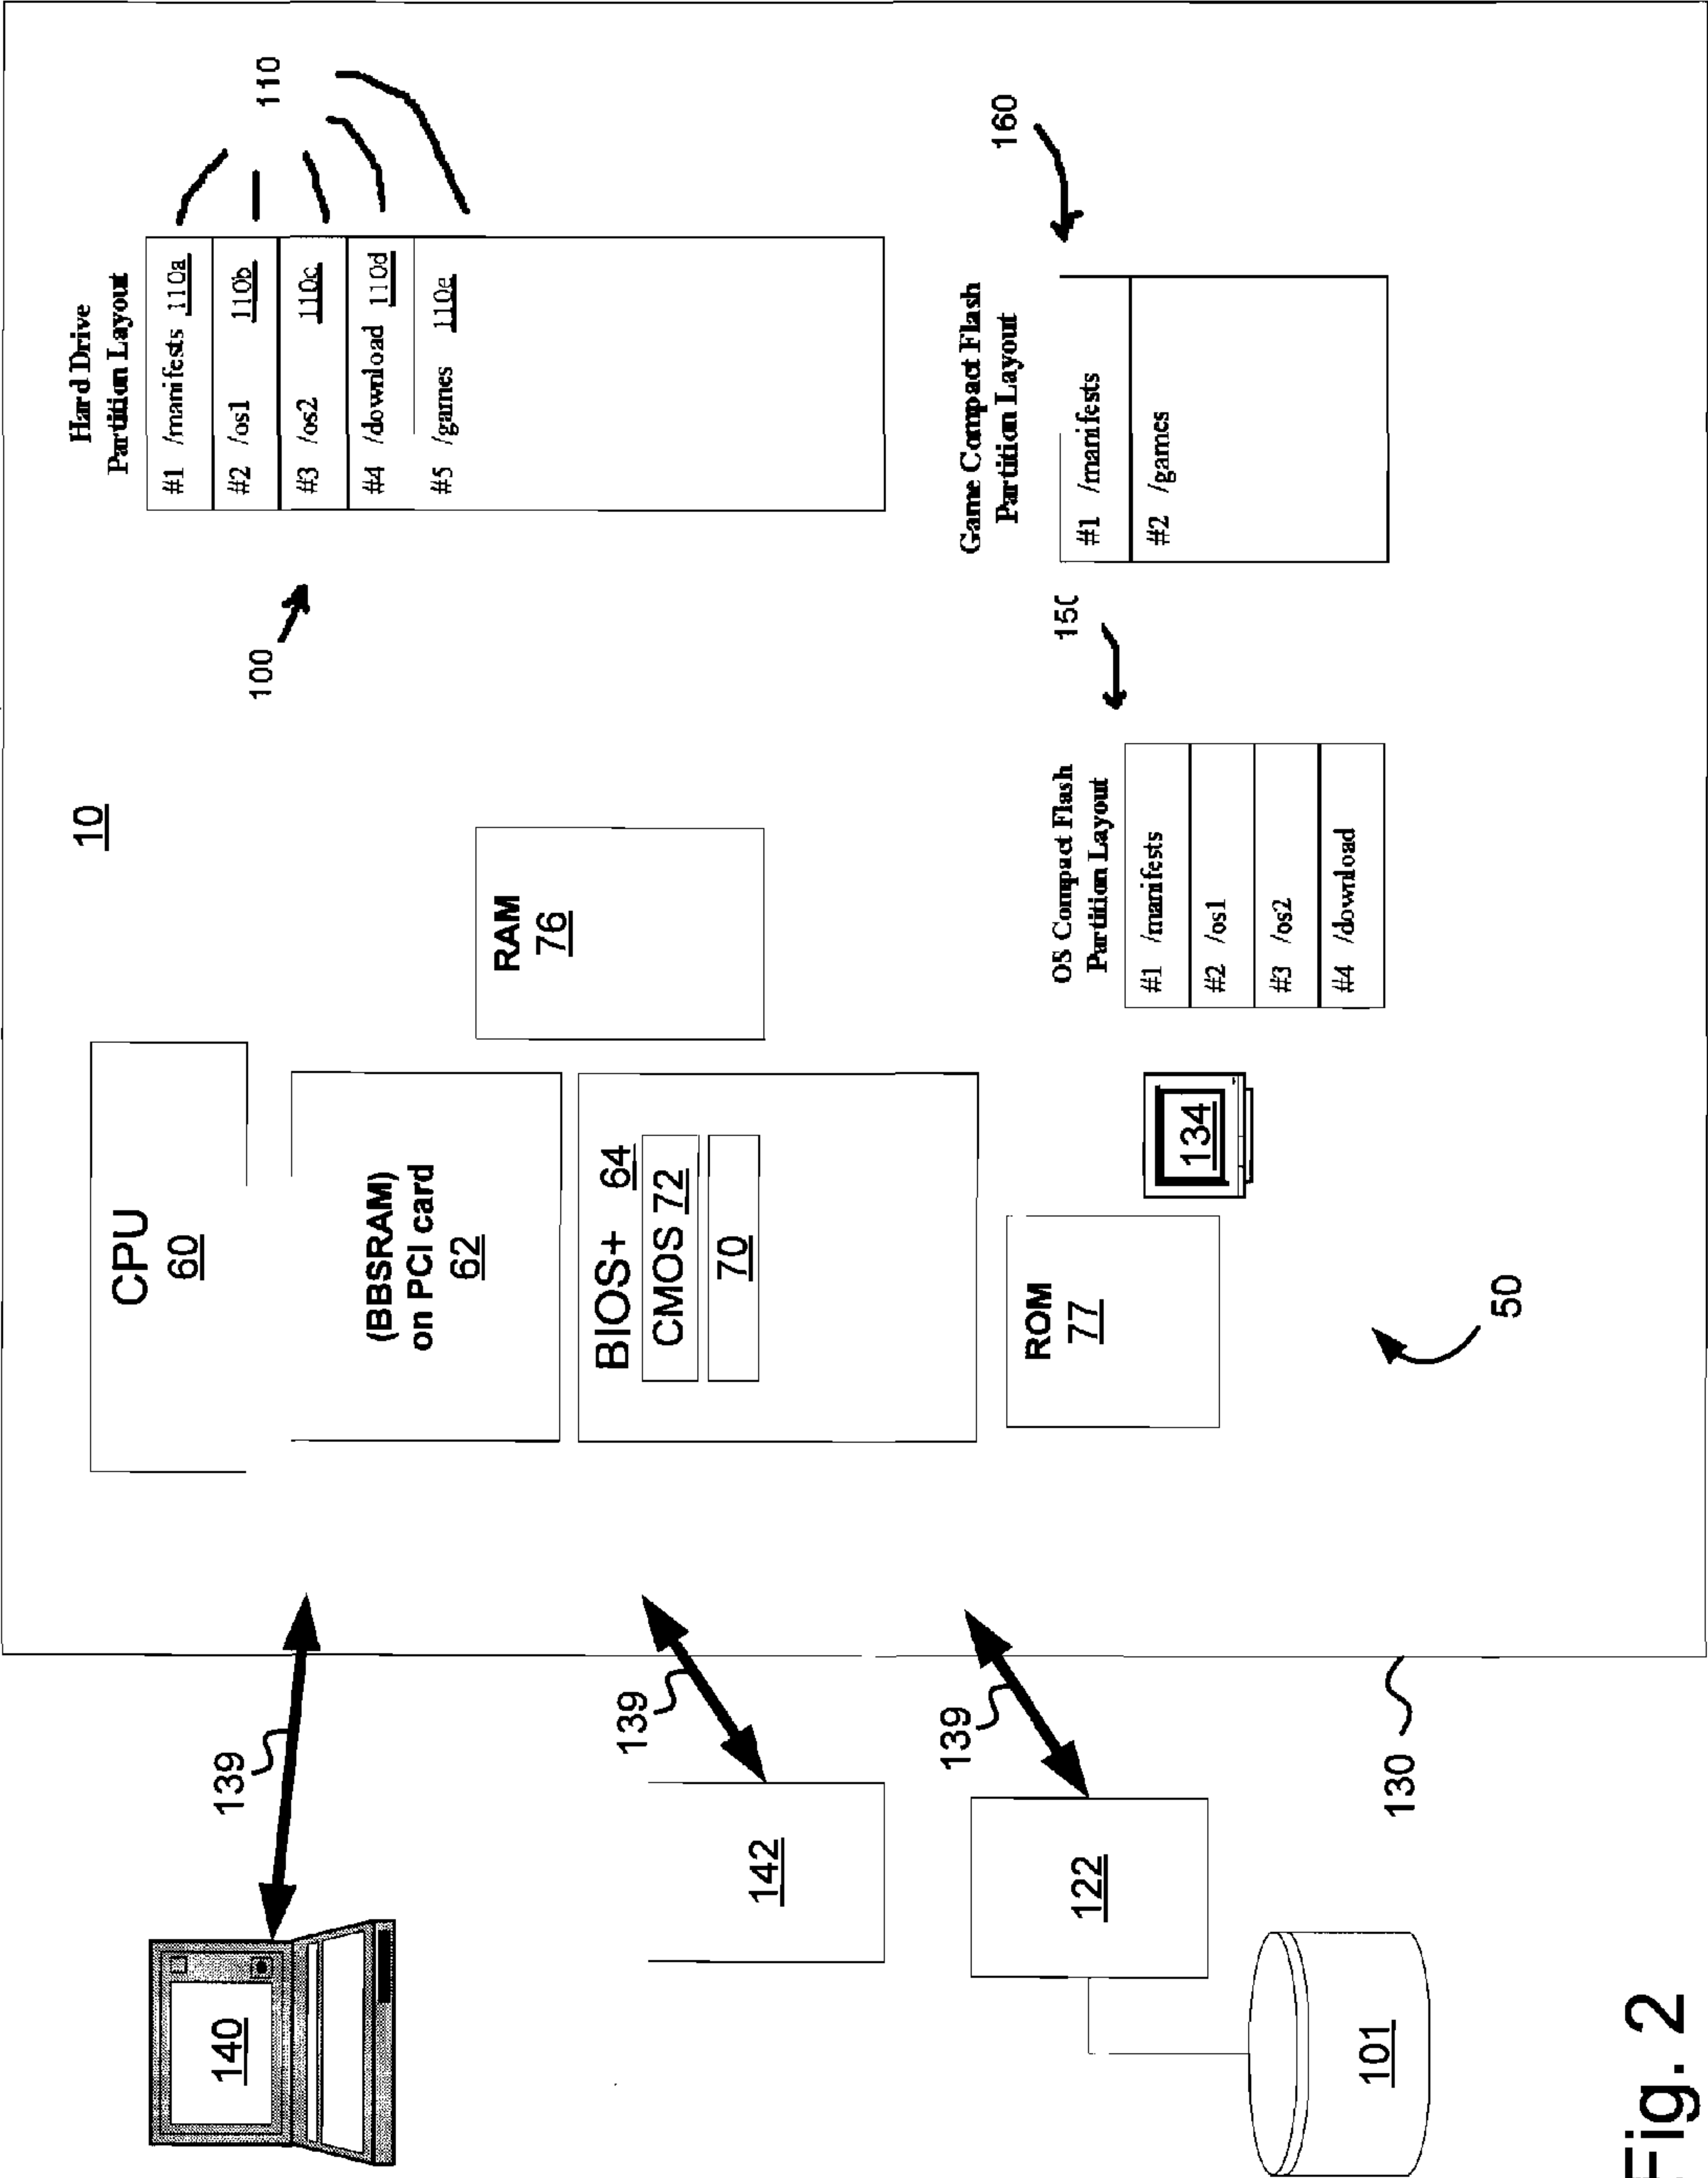 10
140
139
142
139
122
139
101
130
CPU
60
(BBSRAM)
on PCI card
62
BIOS+ 64
CMOS 72
70
RAM
76
ROM
77
134
50
100
Hard Drive
Partition Layout
#1 /manifests 110a
#2 /os1 110b
#3 /os2 110c
#4 /download 110d
#5 /games 110e
110
OS Compact Flash
Partition Layout
#1 /manifests
#2 /os1
#3 /os2
#4 /download
150
Game Compact Flash
Partition Layout
#1 /manifests
#2 /games
160
Fig. 2